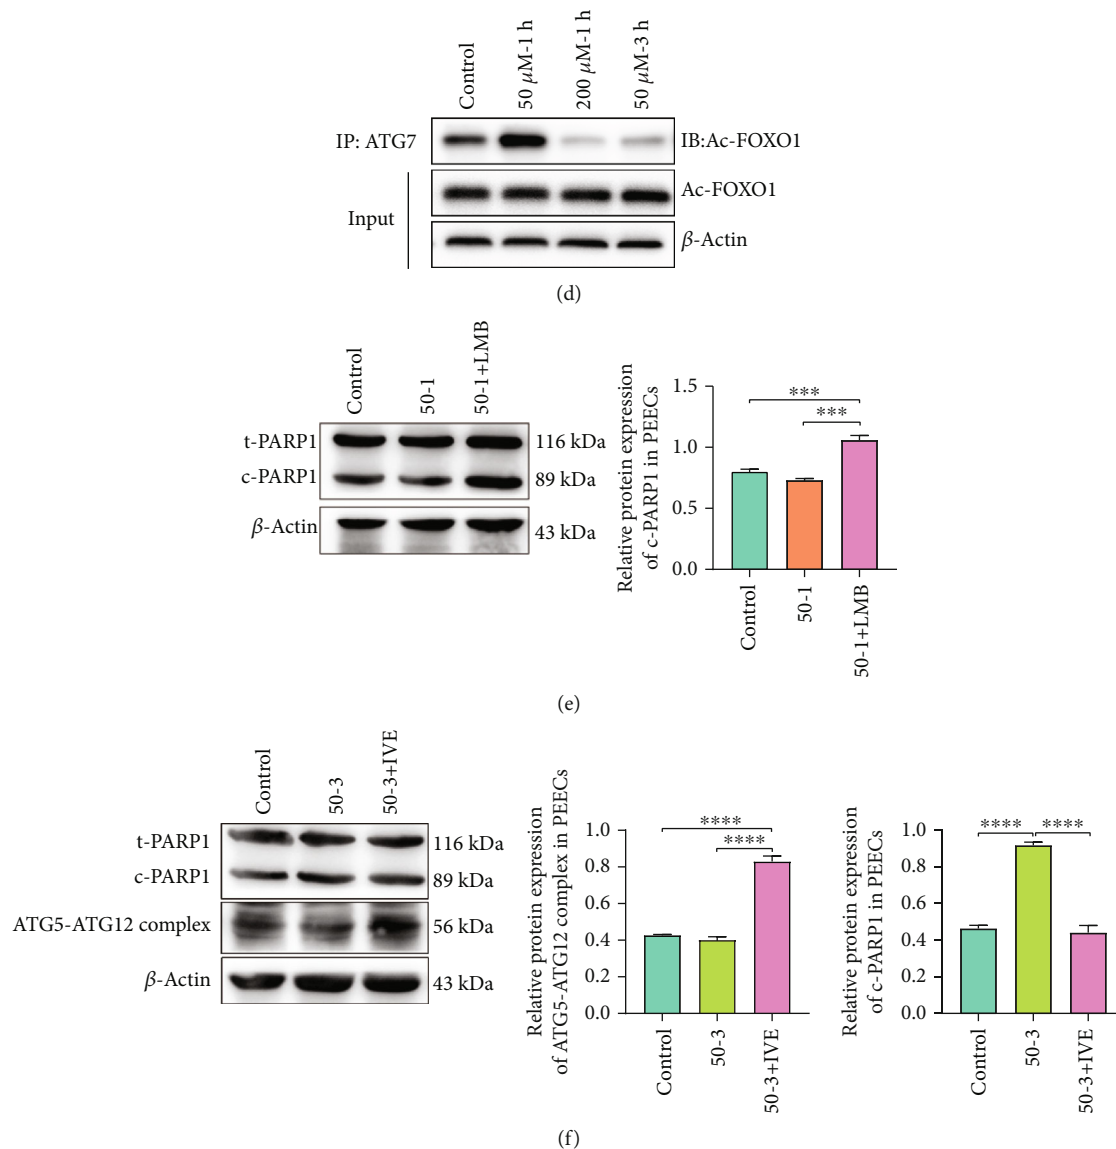 Control
50 μM-1 h
200 μM-1 h
50 μM-3 h
IP: ATG7
IB:Ac-FOXO1
Input
Ac-FOXO1
β-Actin
(d)
Control
50-1
50-1+LMB
t-PARP1
116 kDa
c-PARP1
89 kDa
β-Actin
43 kDa
Relative protein expression
of c-PARP1 in PEECs
1.5
1.0
0.5
0.0
***
***
Control
50-1
50-1+LMB
(e)
Control
50-3
50-3+IVE
t-PARP1
116 kDa
c-PARP1
89 kDa
ATG5-ATG12 complex
56 kDa
β-Actin
43 kDa
Relative protein expression
of ATG5-ATG12 complex in PEECs
1.0
0.8
0.6
0.4
0.2
0.0
****
****
Control
50-3
50-3+IVE
Relative protein expression
of c-PARP1 in PEECs
1.0
0.8
0.6
0.4
0.2
0.0
****
****
Control
50-3
50-3+IVE
(f)